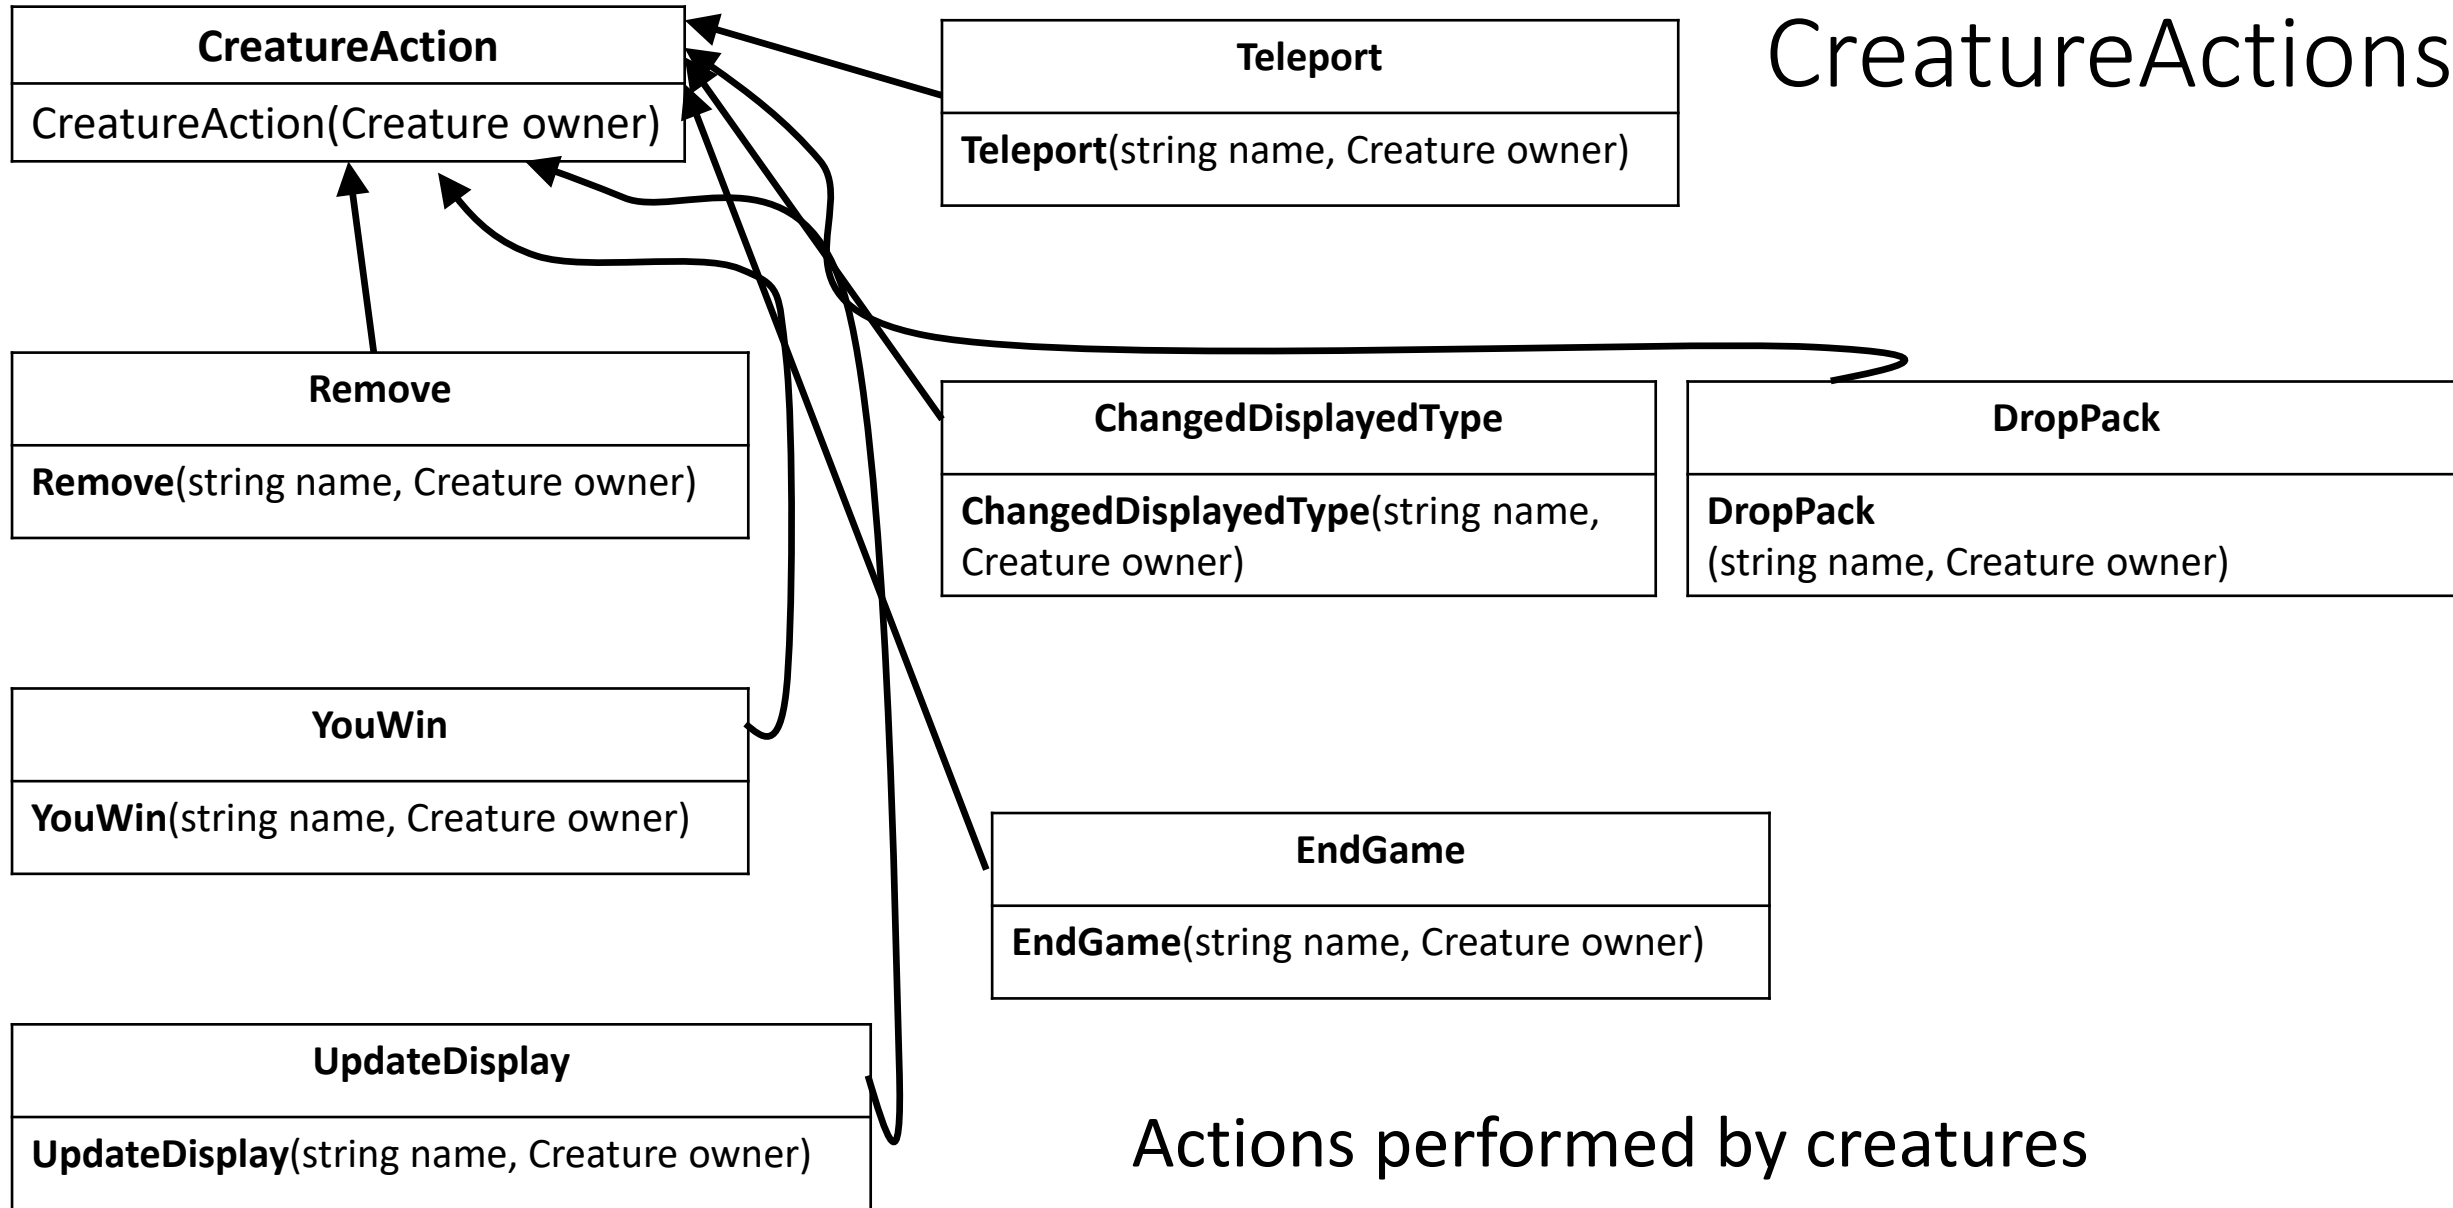 CreatureActions
CreatureAction
CreatureAction(Creature owner)
Teleport
Teleport(string name, Creature owner)
Remove
Remove(string name, Creature owner)
ChangedDisplayedType
ChangedDisplayedType(string name,
Creature owner)
DropPack
DropPack
(string name, Creature owner)
YouWin
YouWin(string name, Creature owner)
EndGame
EndGame(string name, Creature owner)
UpdateDisplay
UpdateDisplay(string name, Creature owner)
Actions performed by creatures